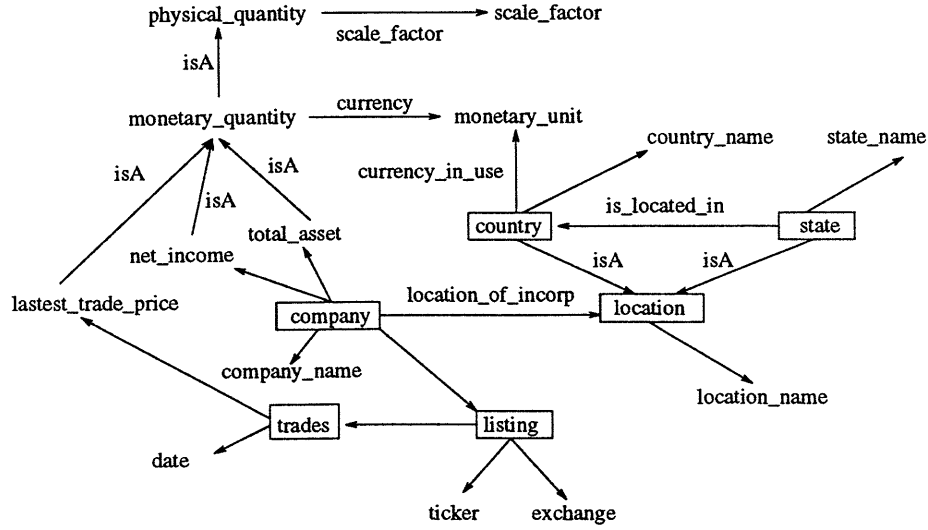 physical_quantity
scale_factor
scale_factor
isA
monetary_quantity
currency
monetary_unit
country_name
state_name
isA
isA
isA
currency_in_use
is_located_in
country
state
total_asset
net_income
isA
isA
lastest_trade_price
company
location_of_incorp
location
company_name
location_name
trades
listing
date
ticker
exchange